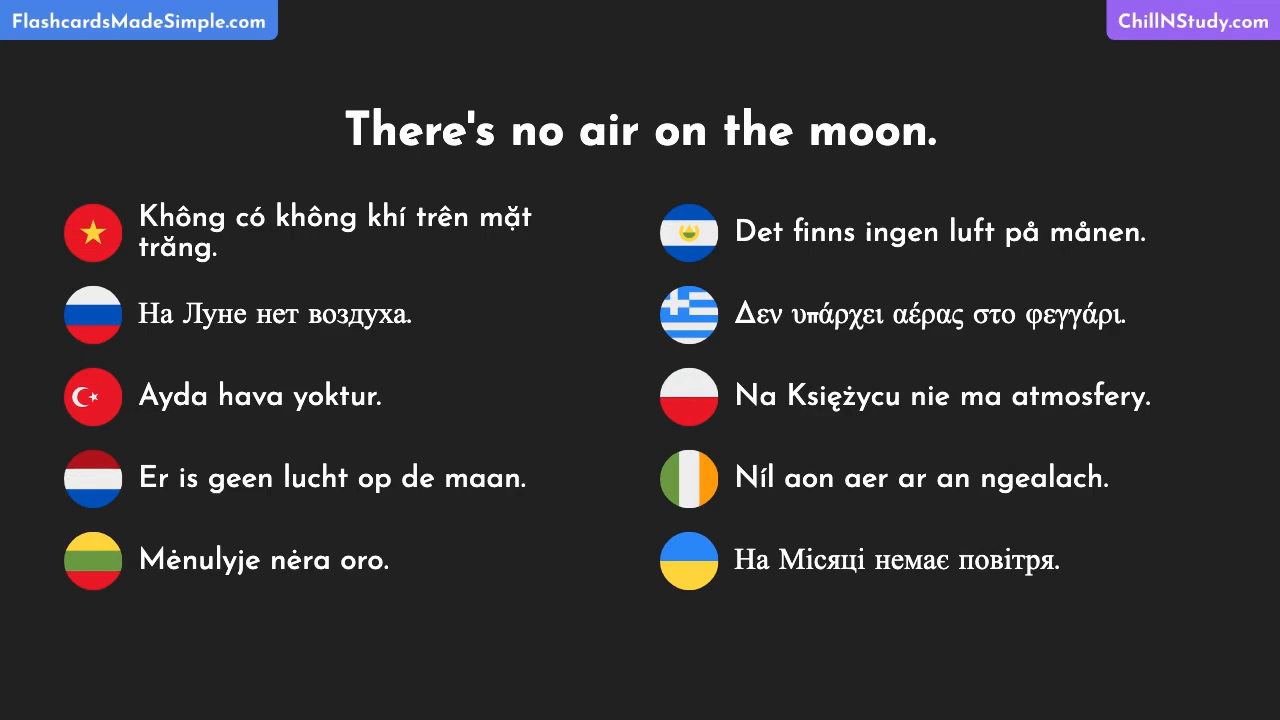 FlashcardsMadeSimple.com
ChillNStudy.com
There's no air on the moon.
Không có không khí trên mặt
trăng.
На Луне нет воздуха.
Ayda hava yoktur.
Er is geen lucht op de maan.
Mėnulyje nėra oro.
Det finns ingen luft på månen.
Δεν υπάρχει αέρας στο φεγγάρι.
Na Księżycu nie ma atmosfery.
Níl aon aer ar an ngealach.
На Місяці немає повітря.